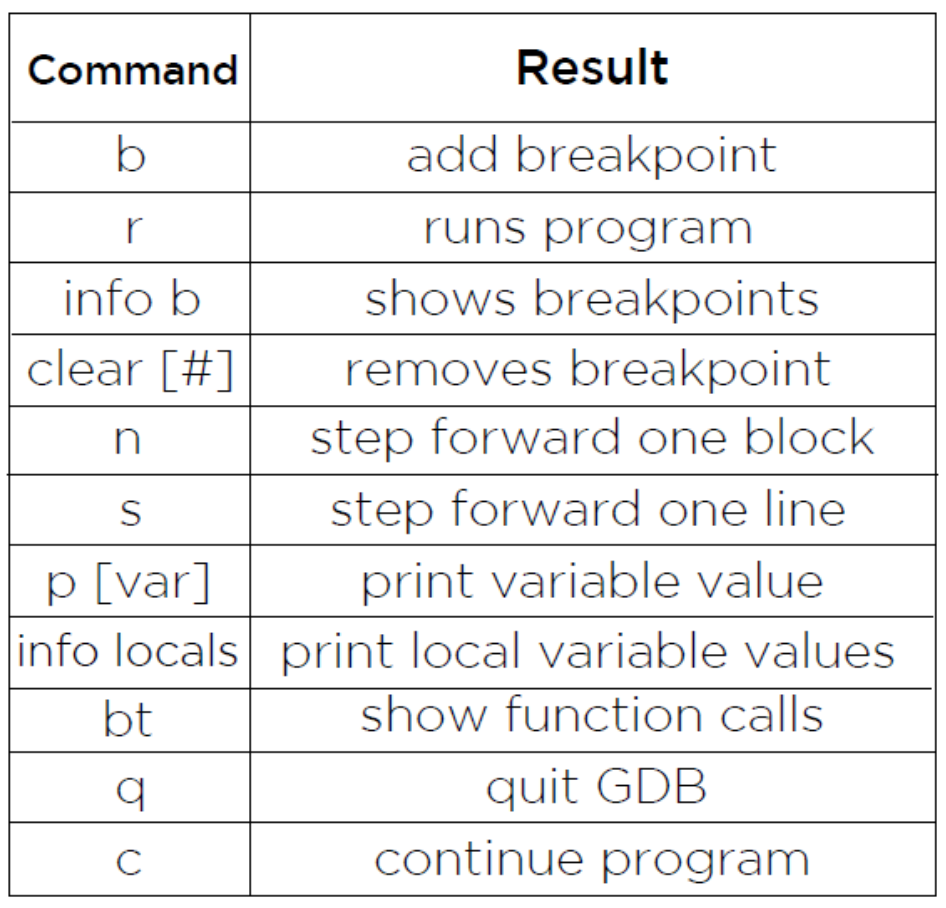 Command Result
b add breakpoint
r runs program
info b shows breakpoints
clear [#] removes breakpoint
n step forward one block
s step forward one line
p [var] print variable value
info locals print local variable values
bt show function calls
q quit GDB
c continue program